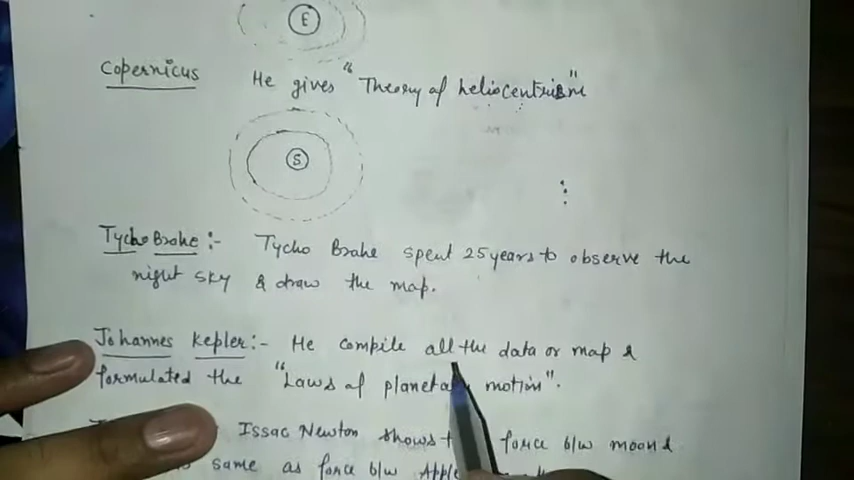 E
Copernicus He gives "Theory of heliocentrism"
S
Tycho Brahe :- Tycho Brahe spent 25 years to observe the
night sky & draw the map.
Johannes Kepler :- He compile all the data or map &
formulated the "Laws of planetary motion".
Issac Newton shows force b/w moon &
same as force b/w Apple